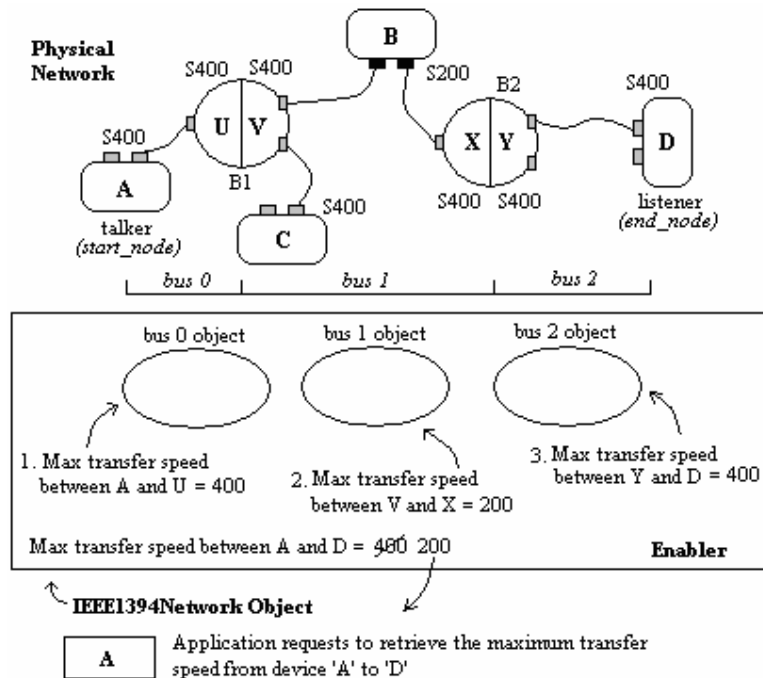 Physical
Network
B
S400 S400
S200
B2
S400
U V
X Y
D
S400
A
B1
S400
S400 S400
C
talker
(start_node)
listener
(end_node)
bus 0
bus 1
bus 2
bus 0 object
bus 1 object
bus 2 object
1. Max transfer speed
between A and U = 400
2. Max transfer speed
between V and X = 200
3. Max transfer speed
between Y and D = 400
Max transfer speed between A and D = 400 200
Enabler
IEEE1394Network Object
A
Application requests to retrieve the maximum transfer
speed from device 'A' to 'D'